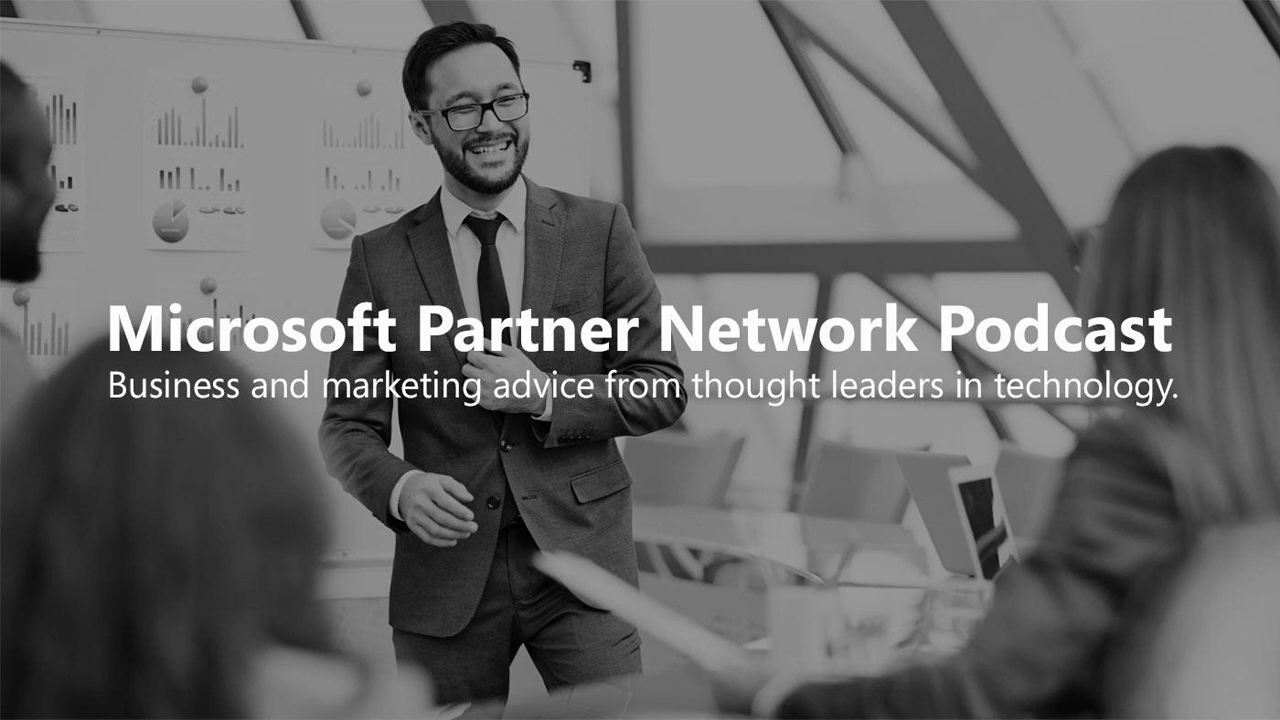 Microsoft Partner Network Podcast
Business and marketing advice from thought leaders in technology.